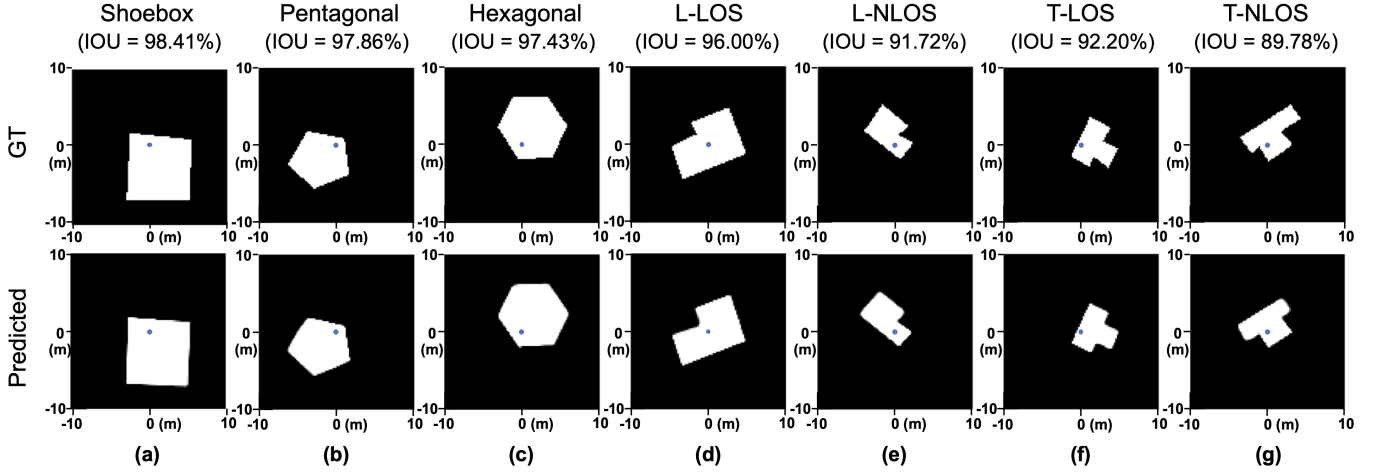 Shoebox Pentagonal Hexagonal L-LOS L-NLOS T-LOS T-NLOS
(IOU = 98.41%) (IOU = 97.86%) (IOU = 97.43%) (IOU = 96.00%) (IOU = 91.72%) (IOU = 92.20%) (IOU = 89.78%)
GT
10 10 10 10 10 10 10
0 0 0 0 0 0 0
(m) (m) (m) (m) (m) (m) (m)
-10 -10 -10 -10 -10 -10 -10
-10 0 (m) 10 -10 0 (m) 10 -10 0 (m) 10 -10 0 (m) 10 -10 0 (m) 10 -10 0 (m) 10 -10 0 (m) 10
Predicted
10 10 10 10 10 10 10
0 0 0 0 0 0 0
(m) (m) (m) (m) (m) (m) (m)
-10 -10 -10 -10 -10 -10 -10
-10 0 (m) 10 -10 0 (m) 10 -10 0 (m) 10 -10 0 (m) 10 -10 0 (m) 10 -10 0 (m) 10 -10 0 (m) 10
(a) (b) (c) (d) (e) (f) (g)